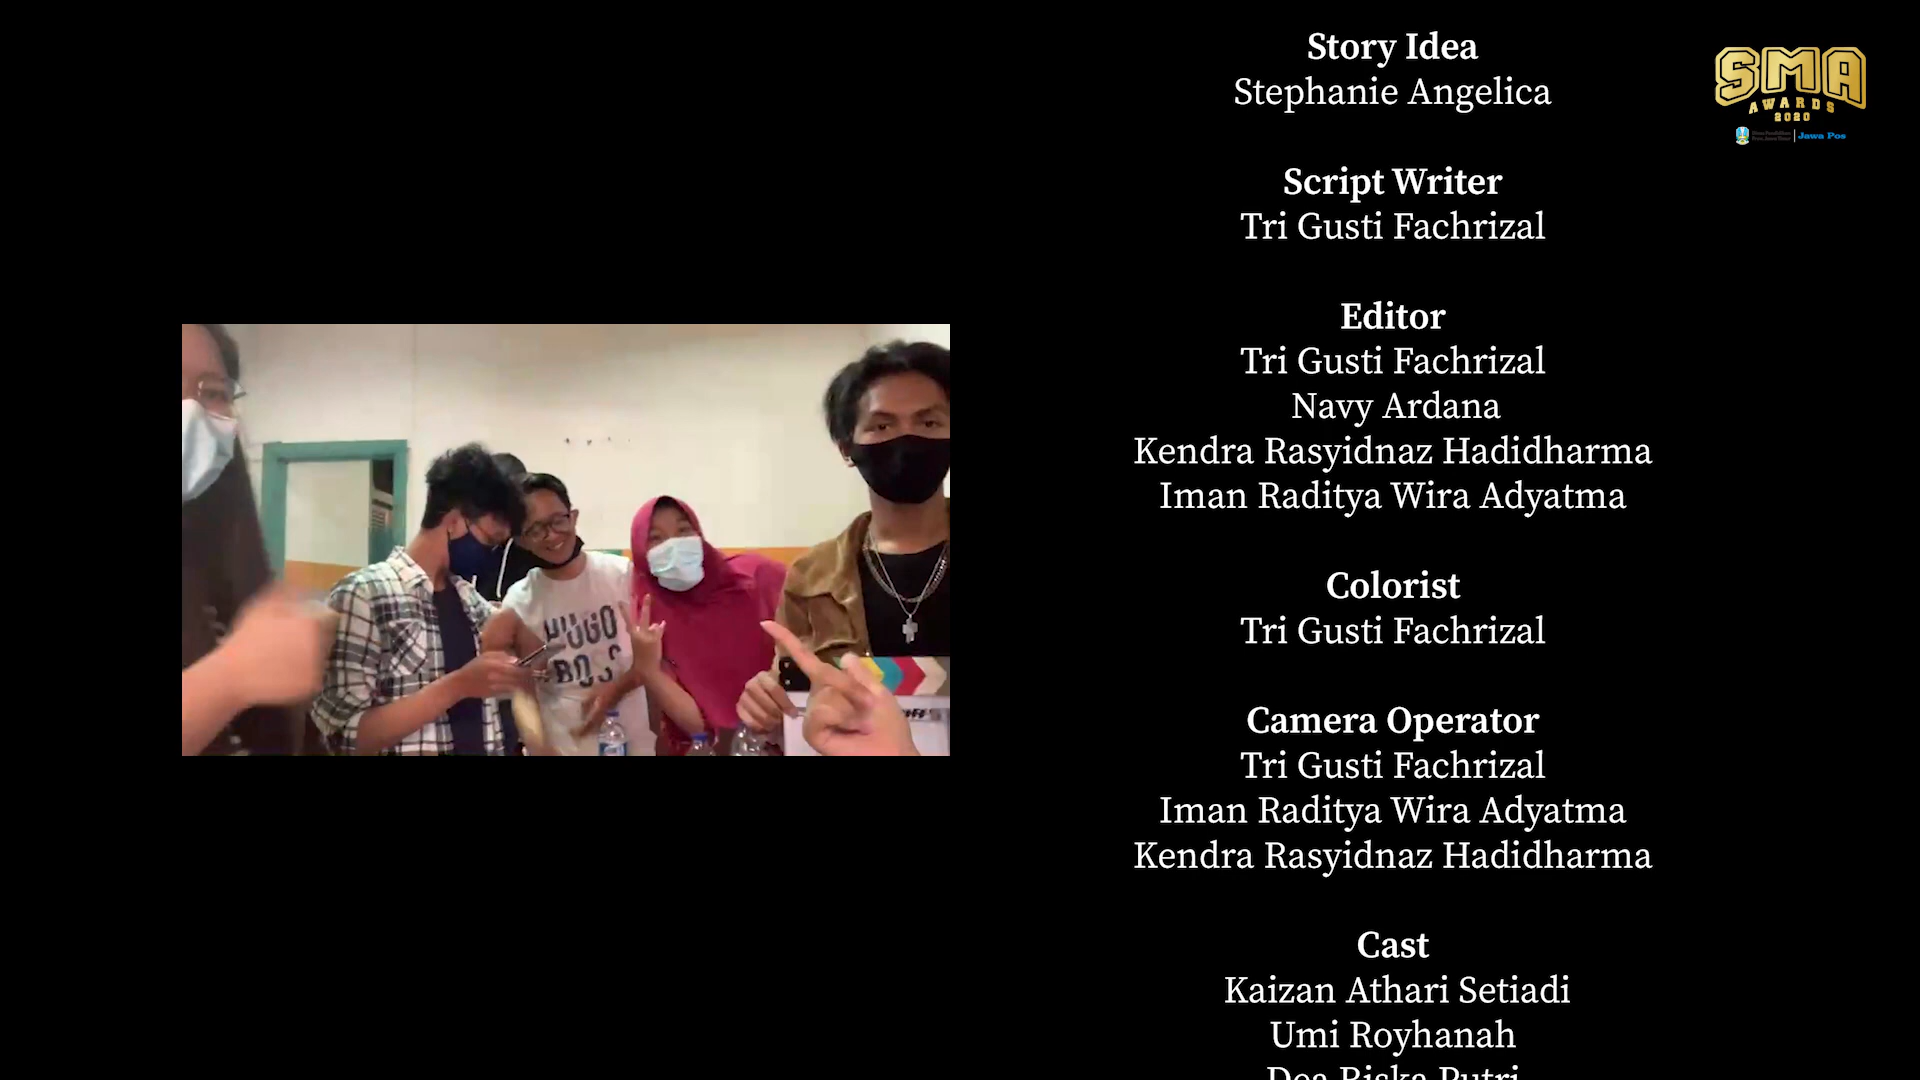 Story Idea
Stephanie Angelica
Script Writer
Tri Gusti Fachrizal
Editor
Tri Gusti Fachrizal
Navy Ardana
Kendra Rasyidnaz Hadidharma
Iman Raditya Wira Adyatma
Colorist
Tri Gusti Fachrizal
Camera Operator
Tri Gusti Fachrizal
Iman Raditya Wira Adyatma
Kendra Rasyidnaz Hadidharma
Cast
Kaizan Athari Setiadi
Umi Royhanah
SMA
AWARDS
2020
Jawa Pos
HUGO
BOSS